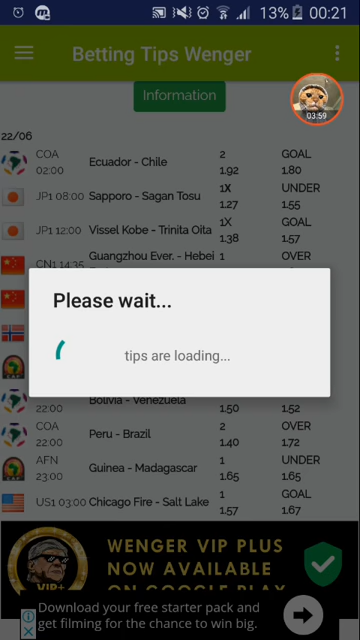 13% 00:21
Betting Tips Wenger
Information
03:59
22/06
COA 02:00 Ecuador - Chile 2 1.92 GOAL 1.80
JP1 08:00 Sapporo - Sagan Tosu 1X 1.27 UNDER 1.55
JP1 12:00 Vissel Kobe - Trinita Oita 1X 1.38 GOAL 1.57
CN1 14:35 Guangzhou Ever. - Hebei 1 OVER
Please wait...
tips are loading...
22:00 Bolivia - Venezuela 1.50 1.52
COA 22:00 Peru - Brazil 2 1.40 OVER 1.72
AFN 23:00 Guinea - Madagascar 1 1.65 UNDER 1.65
US1 03:00 Chicago Fire - Salt Lake 1 1.57 GOAL 1.67
WENGER VIP PLUS
NOW AVAILABLE
ON GOOGLE PLAY
VIP+
Download your free starter pack and
get filming for the chance to win big.